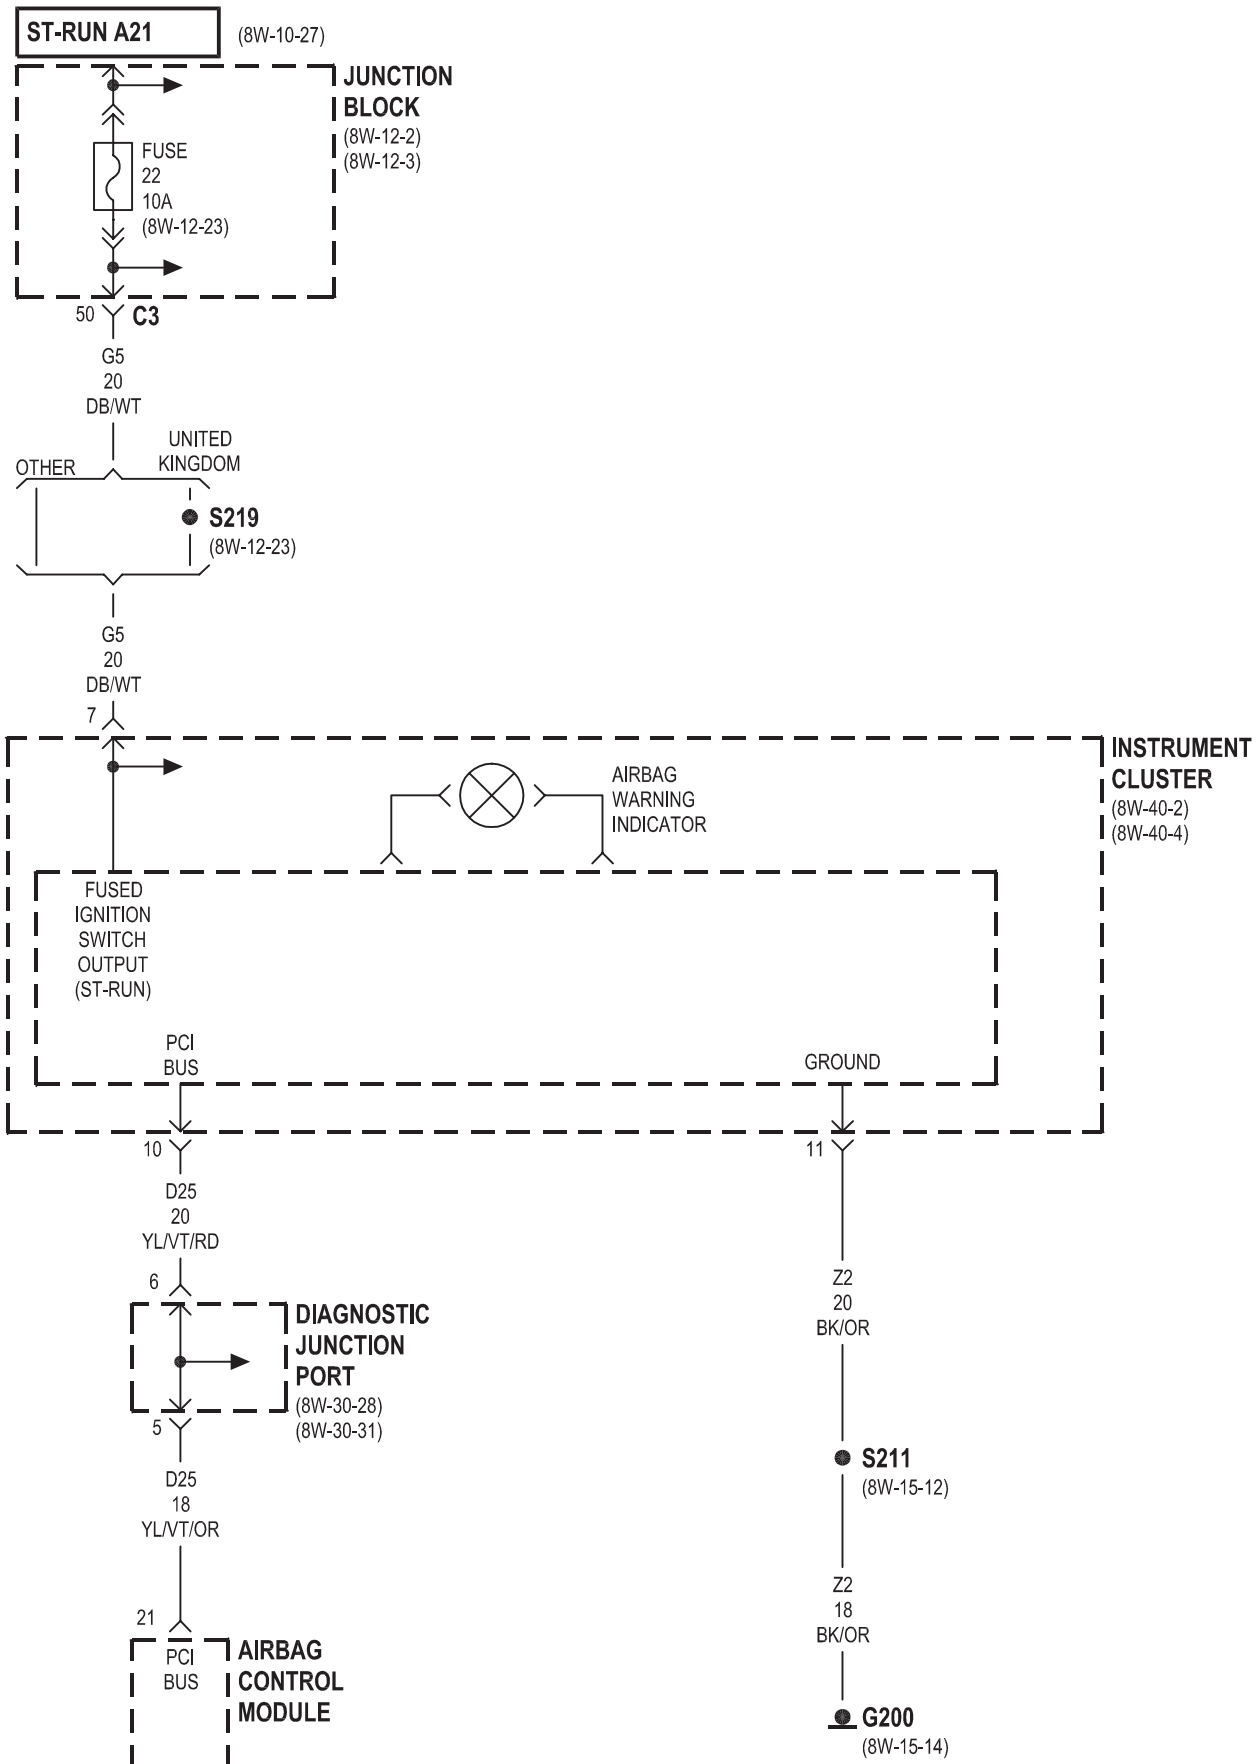 ST-RUN A21
(8W-10-27)
JUNCTION
BLOCK
(8W-12-2)
(8W-12-3)
FUSE
22
10A
(8W-12-23)
50
C3
G5
20
DB/WT
OTHER
UNITED
KINGDOM
S219
(8W-12-23)
G5
20
DB/WT
7
INSTRUMENT
CLUSTER
(8W-40-2)
(8W-40-4)
AIRBAG
WARNING
INDICATOR
FUSED
IGNITION
SWITCH
OUTPUT
(ST-RUN)
PCI
BUS
GROUND
10
11
D25
20
YL/VT/RD
6
Z2
20
BK/OR
DIAGNOSTIC
JUNCTION
PORT
(8W-30-28)
(8W-30-31)
5
D25
18
YL/VT/OR
S211
(8W-15-12)
Z2
18
BK/OR
21
PCI
BUS
AIRBAG
CONTROL
MODULE
G200
(8W-15-14)